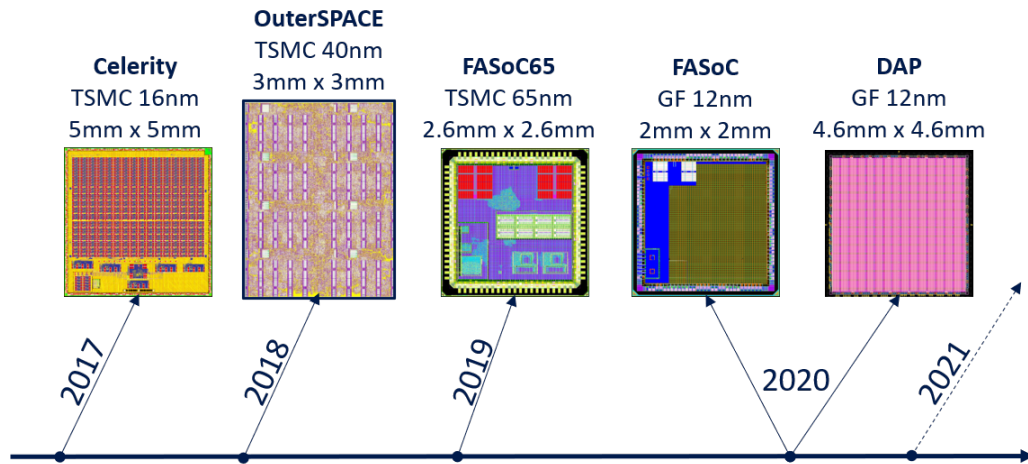 Celerity
TSMC 16nm
5mm x 5mm
OuterSPACE
TSMC 40nm
3mm x 3mm
FASoC65
TSMC 65nm
2.6mm x 2.6mm
FASoC
GF 12nm
2mm x 2mm
DAP
GF 12nm
4.6mm x 4.6mm
2017
2018
2019
2020
2021